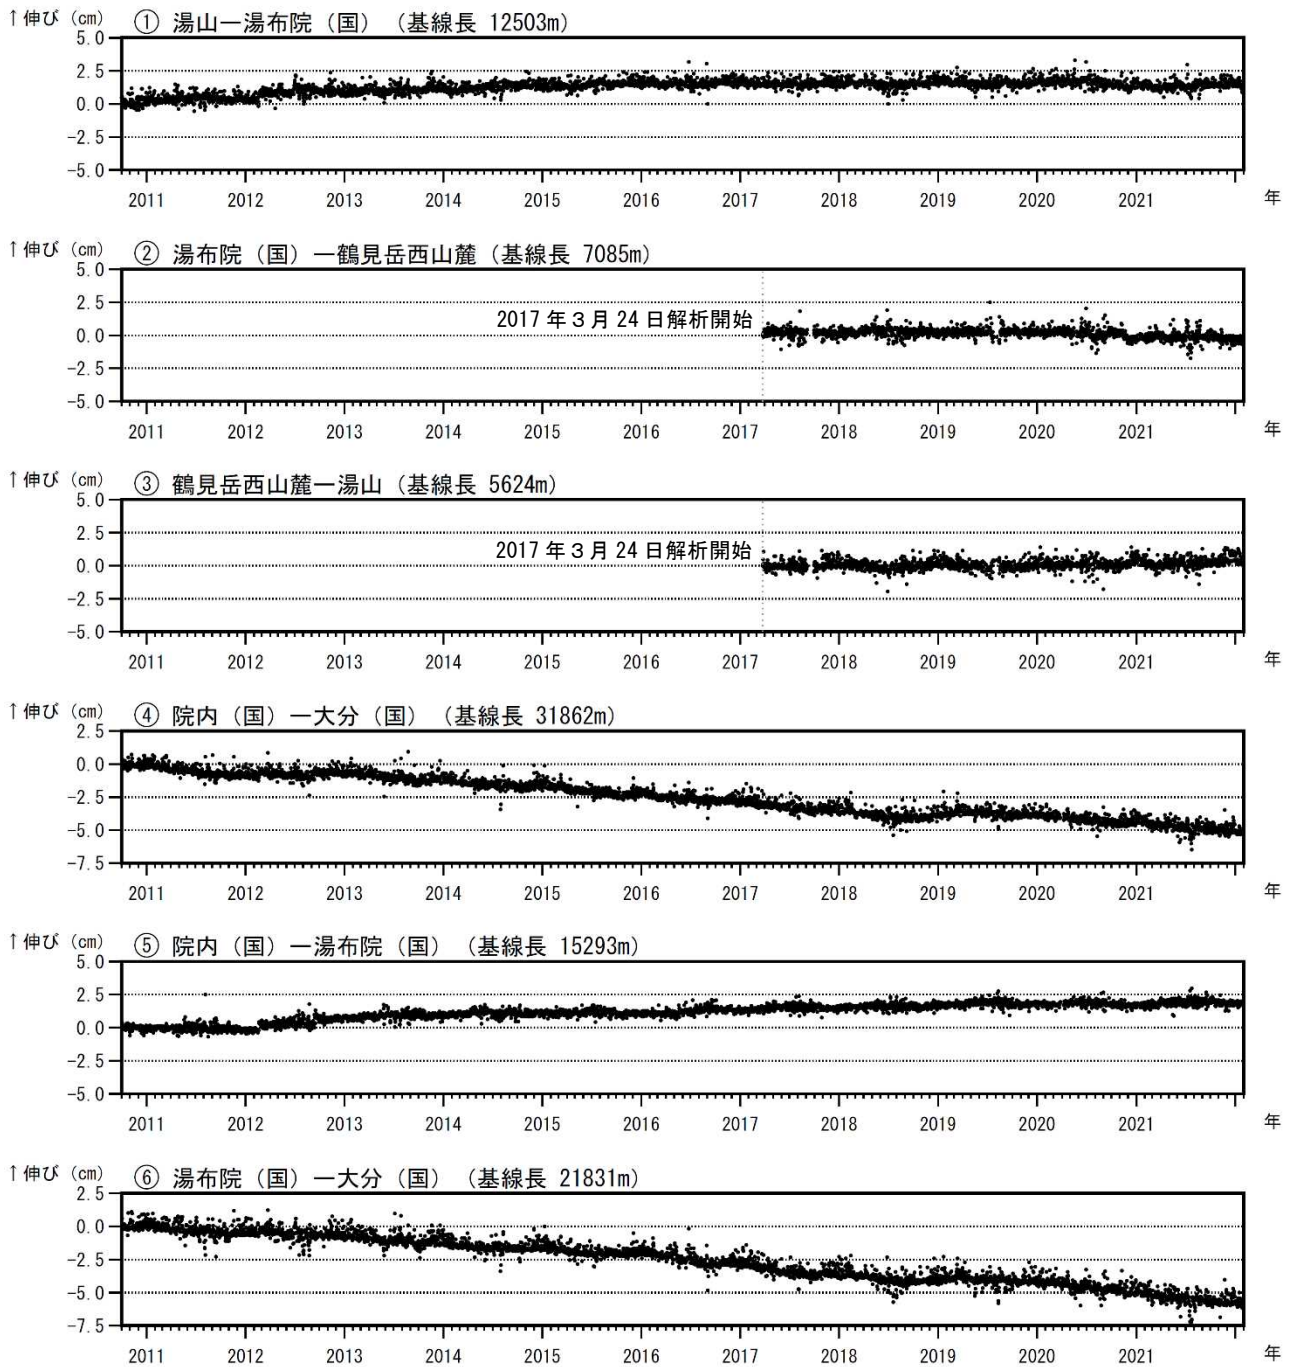 ↑伸び (cm) ① 湯山ー湯布院（国）（基線長 12503m）
5.0
2.5
0.0
-2.5
-5.0
2011 2012 2013 2014 2015 2016 2017 2018 2019 2020 2021 年
↑伸び (cm) ② 湯布院（国）ー鶴見岳西山麓（基線長 7085m）
5.0
2.5
2017 年３月 24 日解析開始
0.0
-2.5
-5.0
2011 2012 2013 2014 2015 2016 2017 2018 2019 2020 2021 年
↑伸び (cm) ③ 鶴見岳西山麓ー湯山（基線長 5624m）
5.0
2.5
2017 年３月 24 日解析開始
0.0
-2.5
-5.0
2011 2012 2013 2014 2015 2016 2017 2018 2019 2020 2021 年
↑伸び (cm) ④ 院内（国）ー大分（国）（基線長 31862m）
2.5
0.0
-2.5
-5.0
-7.5
2011 2012 2013 2014 2015 2016 2017 2018 2019 2020 2021 年
↑伸び (cm) ⑤ 院内（国）ー湯布院（国）（基線長 15293m）
5.0
2.5
0.0
-2.5
-5.0
2011 2012 2013 2014 2015 2016 2017 2018 2019 2020 2021 年
↑伸び (cm) ⑥ 湯布院（国）ー大分（国）（基線長 21831m）
2.5
0.0
-2.5
-5.0
-7.5
2011 2012 2013 2014 2015 2016 2017 2018 2019 2020 2021 年